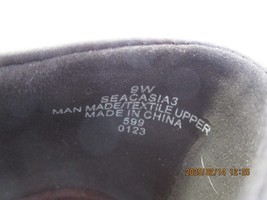 9W
SEACASIA3
MAN MADE/TEXTILE UPPER
MADE IN CHINA
599
0123